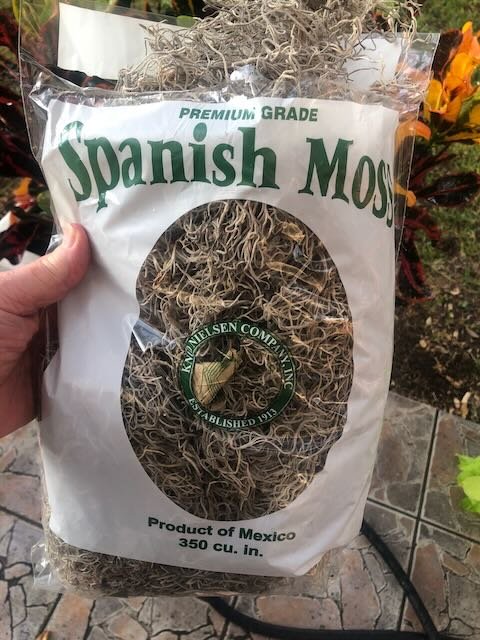 PREMIUM GRADE
Spanish Moss
NIELSEN COMPANY, INC
ESTABLISHED 1913
Product of Mexico
350 cu. in.